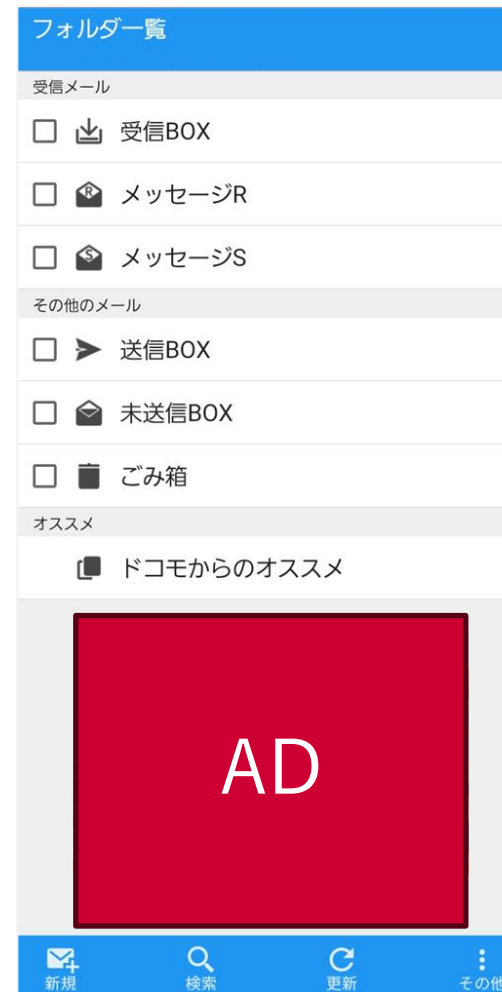 フォルダ一覧
受信メール
受信BOX
R
メッセージR
S
メッセージS
その他のメール
送信BOX
未送信BOX
ごみ箱
オススメ
ドコモからのオススメ
AD
新規
検索
更新
その他